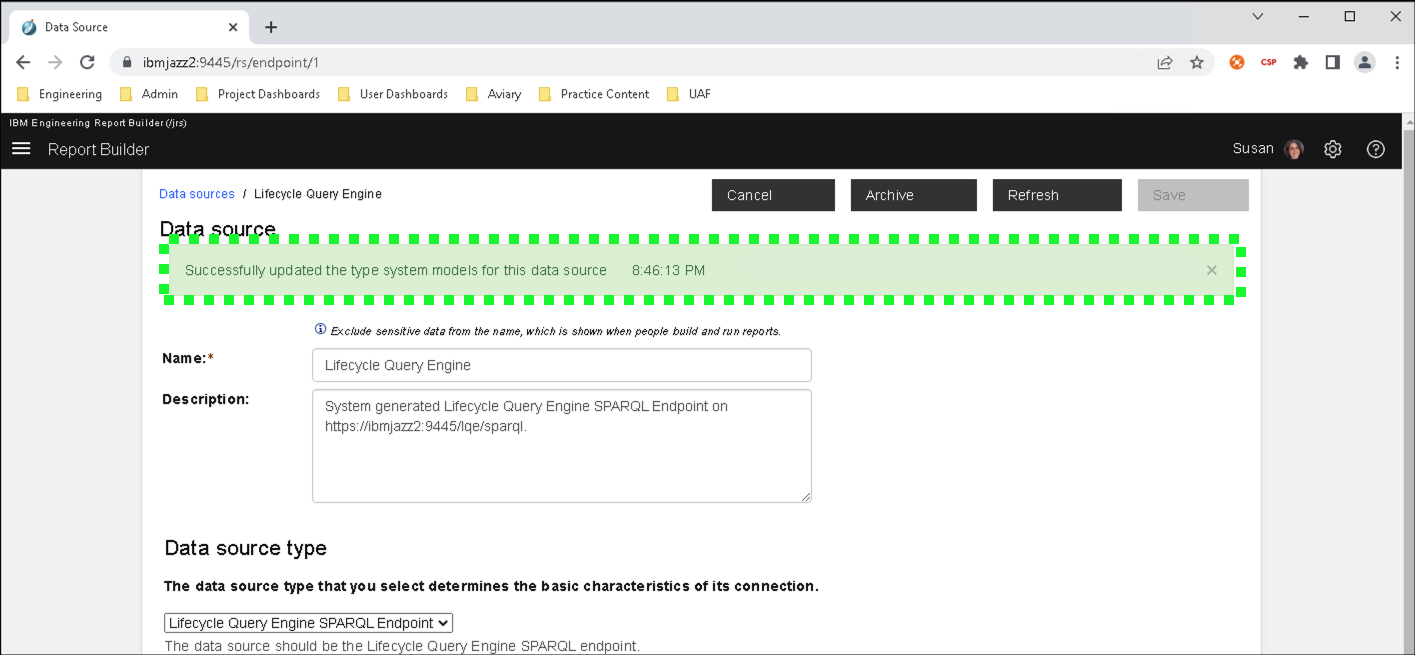 Data Source
ibmjazz2:9445/rs/endpoint/1
CSP
Engineering Admin Project Dashboards User Dashboards Aviary Practice Content UAF
IBM Engineering Report Builder (/jrs)
Report Builder
Susan
Data sources / Lifecycle Query Engine
Cancel Archive Refresh Save
Data source
Successfully updated the type system models for this data source 8:46:13 PM
Exclude sensitive data from the name, which is shown when people build and run reports.
Name:*
Lifecycle Query Engine
Description:
System generated Lifecycle Query Engine SPARQL Endpoint on
https://ibmjazz2:9445/lqe/sparql.
Data source type
The data source type that you select determines the basic characteristics of its connection.
Lifecycle Query Engine SPARQL Endpoint
The data source should be the Lifecycle Query Engine SPARQL endpoint.